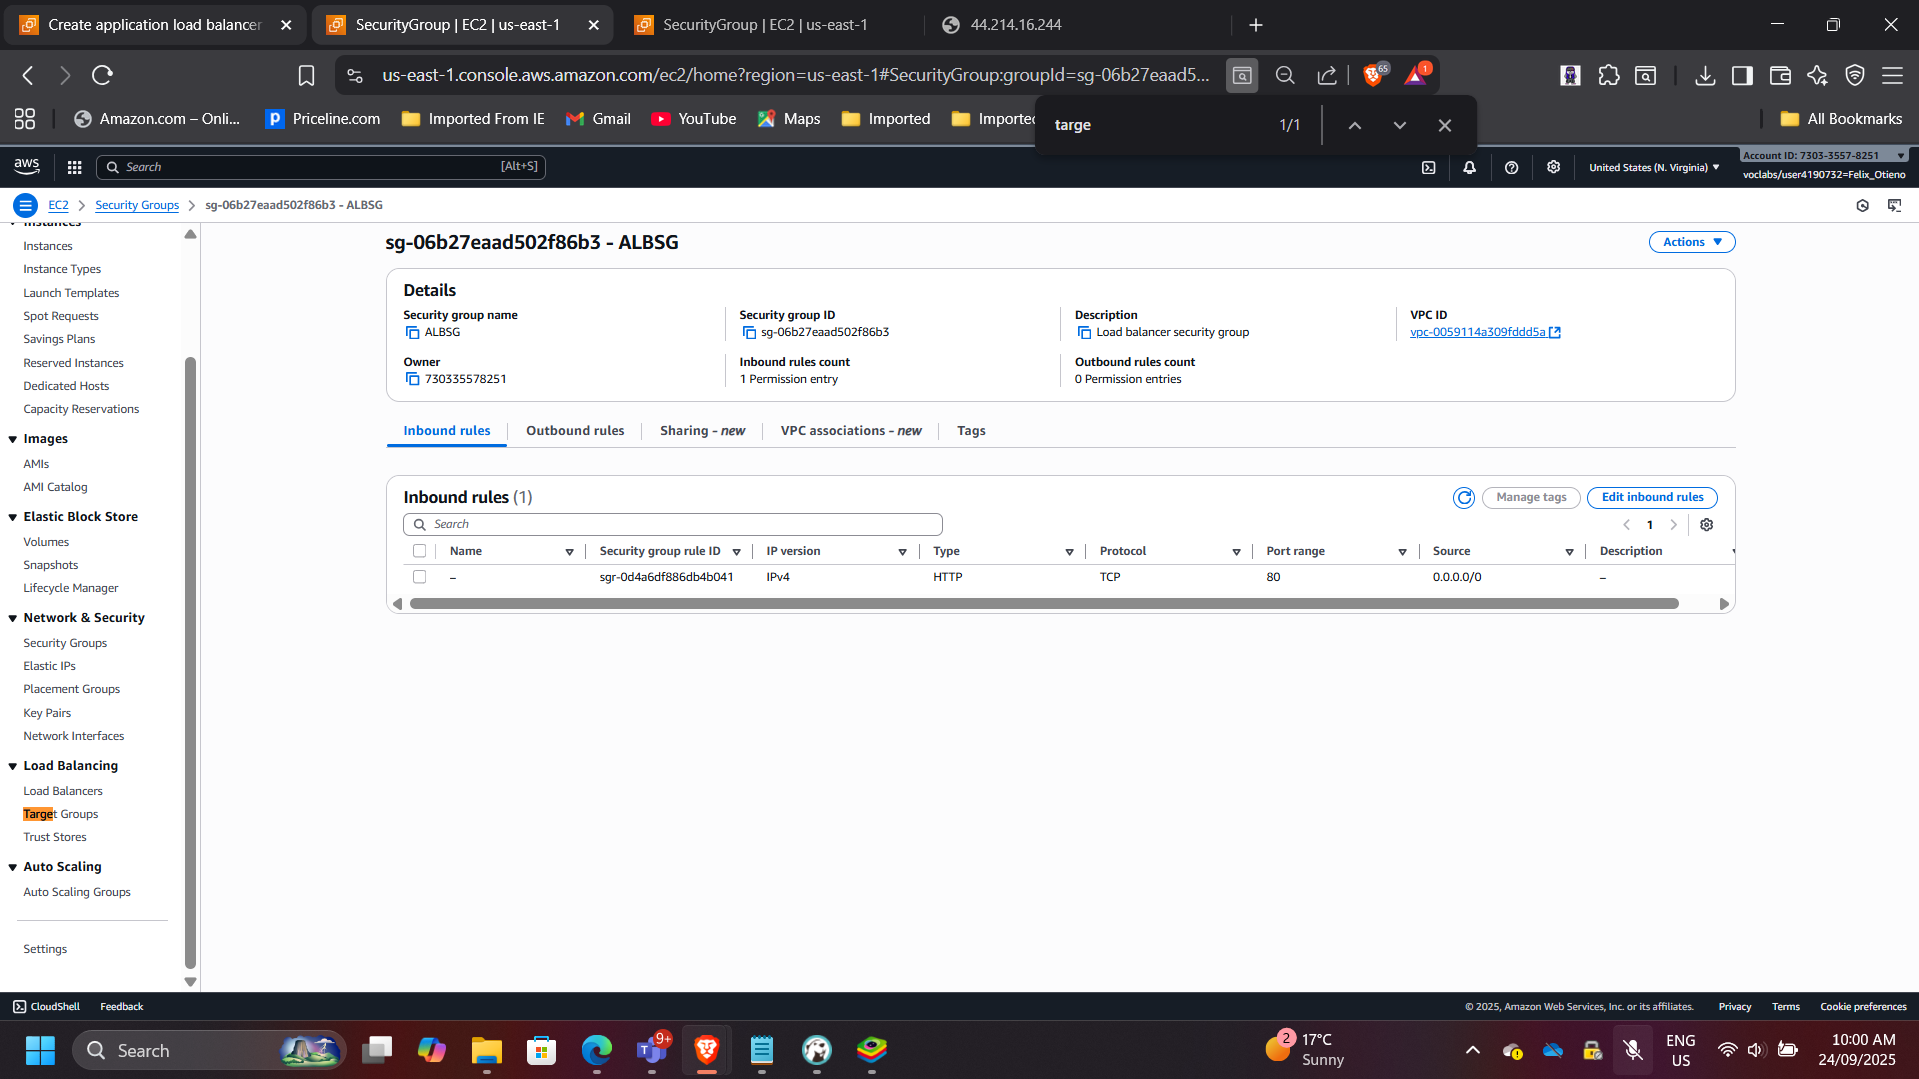 Create application load balancer
SecurityGroup | EC2 | us-east-1
SecurityGroup | EC2 | us-east-1
44.214.16.244
us-east-1.console.aws.amazon.com/ec2/home?region=us-east-1#SecurityGroup:groupId=sg-06b27eaad5...
65
1
Amazon.com – Onli...
Priceline.com
Imported From IE
Gmail
YouTube
Maps
Imported
Imported
All Bookmarks
targe
1/1
aws
Search
[Alt+S]
United States (N. Virginia)
Account ID: 7303-3557-8251
voclabs/user4190732=Felix_Otieno
EC2
Security Groups
sg-06b27eaad502f86b3 - ALBSG
Instances
Instances
Instance Types
Launch Templates
Spot Requests
Savings Plans
Reserved Instances
Dedicated Hosts
Capacity Reservations
Images
AMIs
AMI Catalog
Elastic Block Store
Volumes
Snapshots
Lifecycle Manager
Network & Security
Security Groups
Elastic IPs
Placement Groups
Key Pairs
Network Interfaces
Load Balancing
Load Balancers
Target Groups
Trust Stores
Auto Scaling
Auto Scaling Groups
Settings
sg-06b27eaad502f86b3 - ALBSG
Actions
Details
Security group name
ALBSG
Security group ID
sg-06b27eaad502f86b3
Description
Load balancer security group
VPC ID
vpc-0059114a309fddd5a
Owner
730335578251
Inbound rules count
1 Permission entry
Outbound rules count
0 Permission entries
Inbound rules
Outbound rules
Sharing - new
VPC associations - new
Tags
Inbound rules (1)
Manage tags
Edit inbound rules
Search
1
Name
Security group rule ID
IP version
Type
Protocol
Port range
Source
Description
–
sgr-0d4a6df886db4b041
IPv4
HTTP
TCP
80
0.0.0.0/0
–
CloudShell
Feedback
© 2025, Amazon Web Services, Inc. or its affiliates.
Privacy
Terms
Cookie preferences
Search
9+
2
17°C
Sunny
ENG
US
10:00 AM
24/09/2025